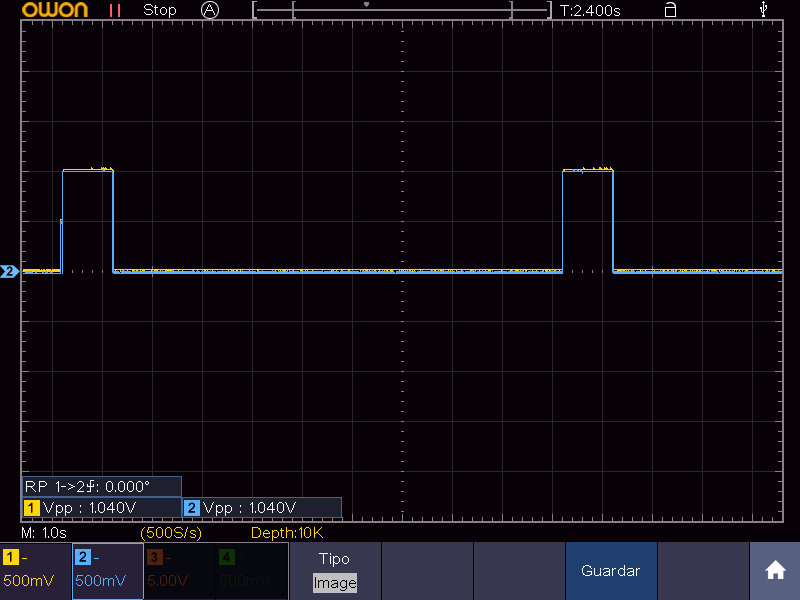 OWON Stop A T:2.400s
2
RP 1->2: 0.000°
1 Vpp : 1.040V 2 Vpp : 1.040V
M: 1.0s (500S/s) Depth:10K
1 - 2 - 3 - 4 - Tipo
500mV 500mV 5.00V 500mV Image Guardar